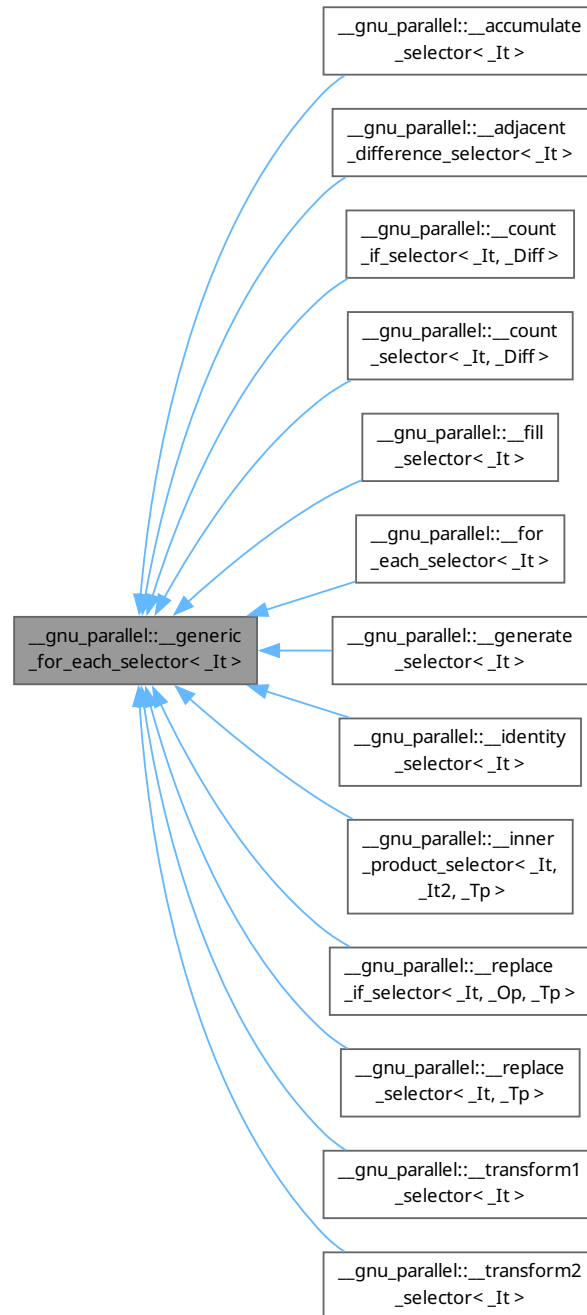 __gnu_parallel::__accumulate
_selector< _It >
__gnu_parallel::__adjacent
_difference_selector< _It >
__gnu_parallel::__count
_if_selector< _It, _Diff >
__gnu_parallel::__count
_selector< _It, _Diff >
__gnu_parallel::__fill
_selector< _It >
__gnu_parallel::__for
_each_selector< _It >
__gnu_parallel::__generic
_for_each_selector< _It >
__gnu_parallel::__generate
_selector< _It >
__gnu_parallel::__identity
_selector< _It >
__gnu_parallel::__inner
_product_selector< _It,
_It2, _Tp >
__gnu_parallel::__replace
_if_selector< _It, _Op, _Tp >
__gnu_parallel::__replace
_selector< _It, _Tp >
__gnu_parallel::__transform1
_selector< _It >
__gnu_parallel::__transform2
_selector< _It >